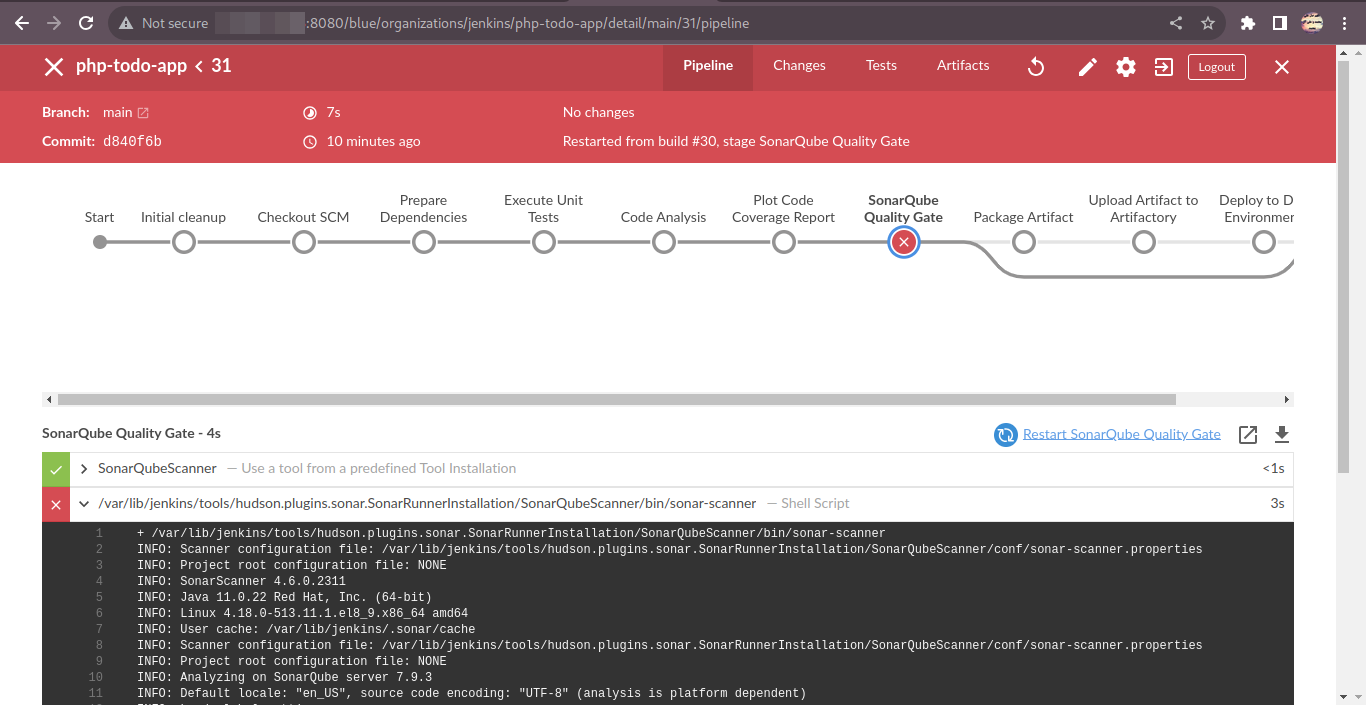 Not secure :8080/blue/organizations/jenkins/php-todo-app/detail/main/31/pipeline
php-todo-app < 31
Pipeline Changes Tests Artifacts Logout
Branch: main 7s No changes
Commit: d840f6b 10 minutes ago Restarted from build #30, stage SonarQube Quality Gate
Start
Initial cleanup
Checkout SCM
Prepare
Dependencies
Execute Unit
Tests
Code Analysis
Plot Code
Coverage Report
SonarQube
Quality Gate
Package Artifact
Upload Artifact to
Artifactory
Deploy to D
Environmen
SonarQube Quality Gate - 4s Restart SonarQube Quality Gate
SonarQubeScanner — Use a tool from a predefined Tool Installation <1s
/var/lib/jenkins/tools/hudson.plugins.sonar.SonarRunnerInstallation/SonarQubeScanner/bin/sonar-scanner — Shell Script 3s
1 + /var/lib/jenkins/tools/hudson.plugins.sonar.SonarRunnerInstallation/SonarQubeScanner/bin/sonar-scanner
2 INFO: Scanner configuration file: /var/lib/jenkins/tools/hudson.plugins.sonar.SonarRunnerInstallation/SonarQubeScanner/conf/sonar-scanner.properties
3 INFO: Project root configuration file: NONE
4 INFO: SonarScanner 4.6.0.2311
5 INFO: Java 11.0.22 Red Hat, Inc. (64-bit)
6 INFO: Linux 4.18.0-513.11.1.el8_9.x86_64 amd64
7 INFO: User cache: /var/lib/jenkins/.sonar/cache
8 INFO: Scanner configuration file: /var/lib/jenkins/tools/hudson.plugins.sonar.SonarRunnerInstallation/SonarQubeScanner/conf/sonar-scanner.properties
9 INFO: Project root configuration file: NONE
10 INFO: Analyzing on SonarQube server 7.9.3
11 INFO: Default locale: "en_US", source code encoding: "UTF-8" (analysis is platform dependent)